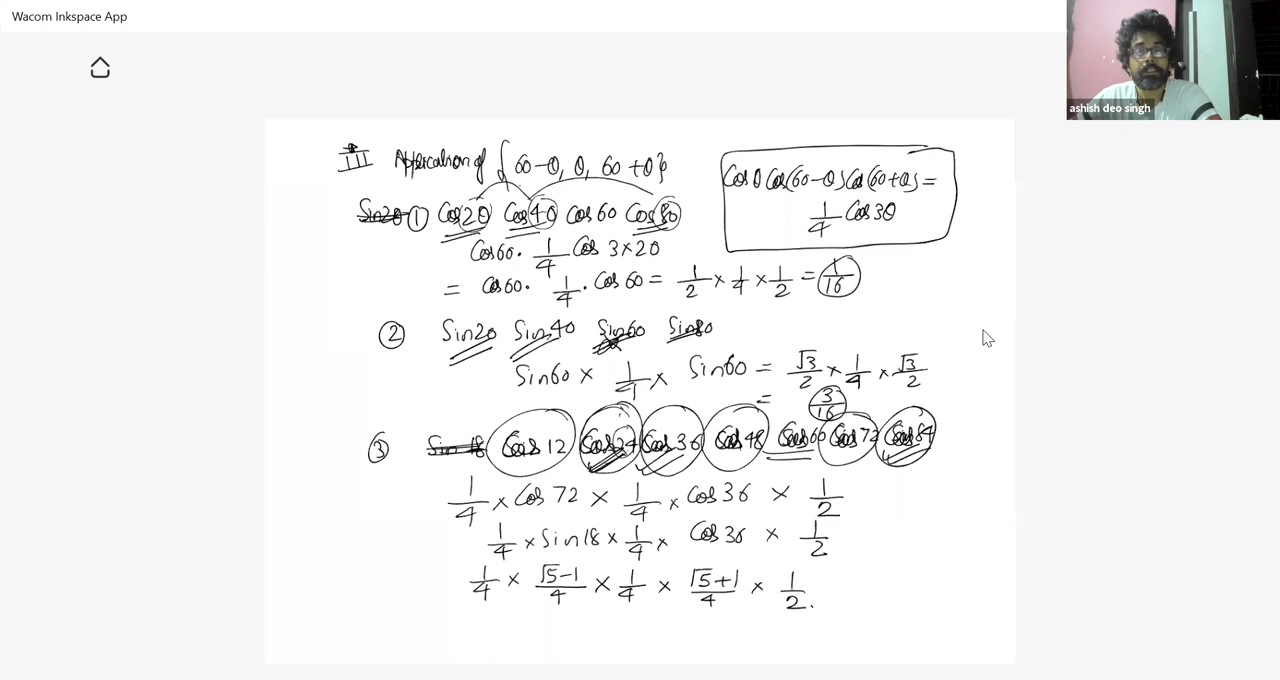 Wacom Inkspace App
ashish deo singh
III Application of {60-θ, θ, 60+θ}
Cosθ Cos(60-θ) Cos(60+θ) =
1/4 Cos3θ
Sin20 ① Cos20 Cos40 Cos60 Cos80
Cos60. 1/4 Cos 3×20
= Cos60. 1/4 . Cos60 = 1/2 × 1/4 × 1/2 = 1/16
② Sin20 Sin40 Sin60 Sin80
Sin60 × 1/4 × Sin60 = √3/2 × 1/4 × √3/2
= 3/16
③ Sin 18 Cos12 Cos24 Cos36 Cos48 Cos60 Cos72 Cos84
1/4 × Cos72 × 1/4 × Cos36 × 1/2
1/4 × Sin18 × 1/4 × Cos36 × 1/2
1/4 × √5-1/4 × 1/4 × √5+1/4 × 1/2.